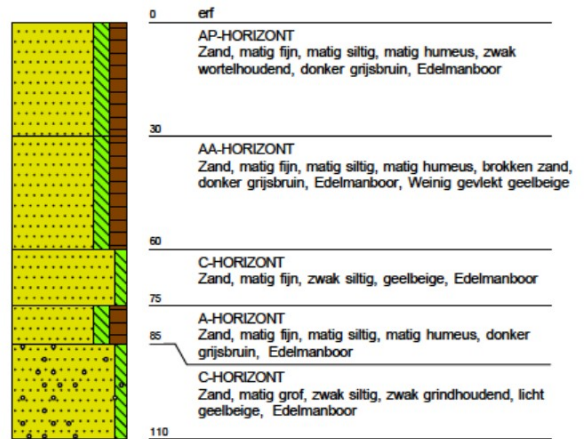 0 erf
AP-HORIZONT
Zand, matig fijn, matig siltig, matig humeus, zwak
wortelhoudend, donker grijsbruin, Edelmanboor
30
AA-HORIZONT
Zand, matig fijn, matig siltig, matig humeus, brokken zand,
donker grijsbruin, Edelmanboor, Weinig gevlekt geelbeige
60
C-HORIZONT
Zand, matig fijn, zwak siltig, geelbeige, Edelmanboor
75
A-HORIZONT
Zand, matig fijn, matig siltig, matig humeus, donker
grijsbruin, Edelmanboor
85
C-HORIZONT
Zand, matig grof, zwak siltig, zwak grindhoudend, licht
geelbeige, Edelmanboor
110